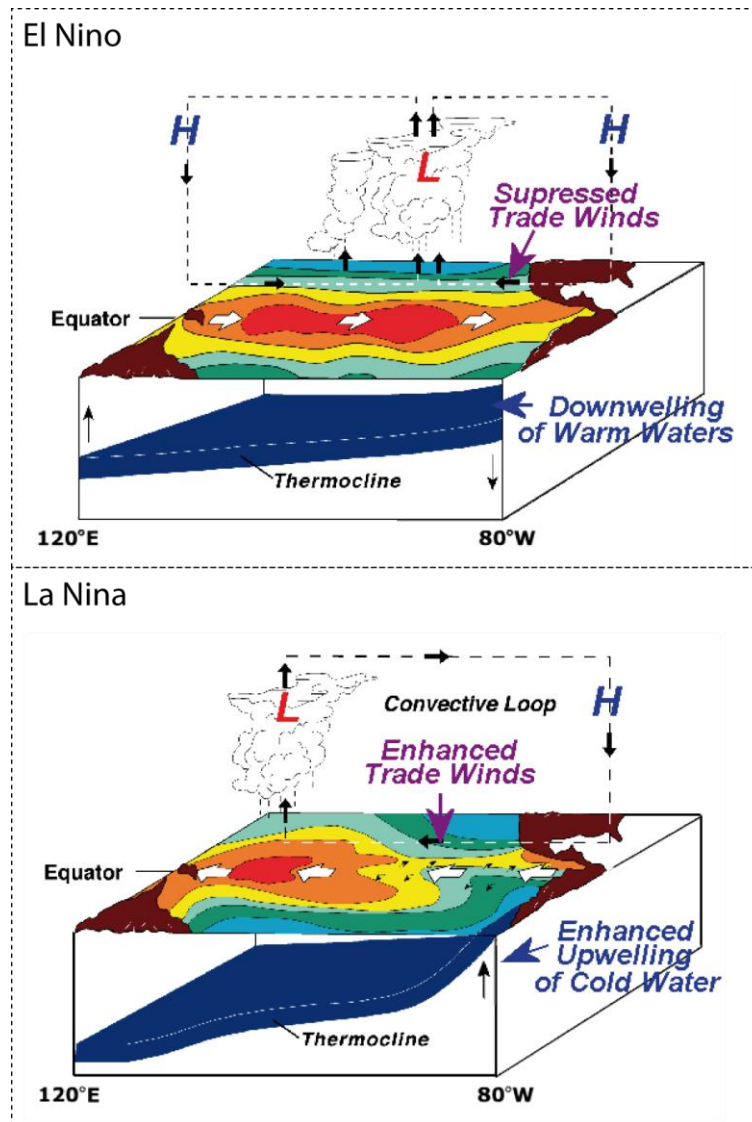 El Nino
H
H
L
Supressed
Trade Winds
Equator
Downwelling
of Warm Waters
Thermocline
120°E
80°W
La Nina
L
Convective Loop
H
Enhanced
Trade Winds
Equator
Enhanced
Upwelling
of Cold Water
Thermocline
120°E
80°W